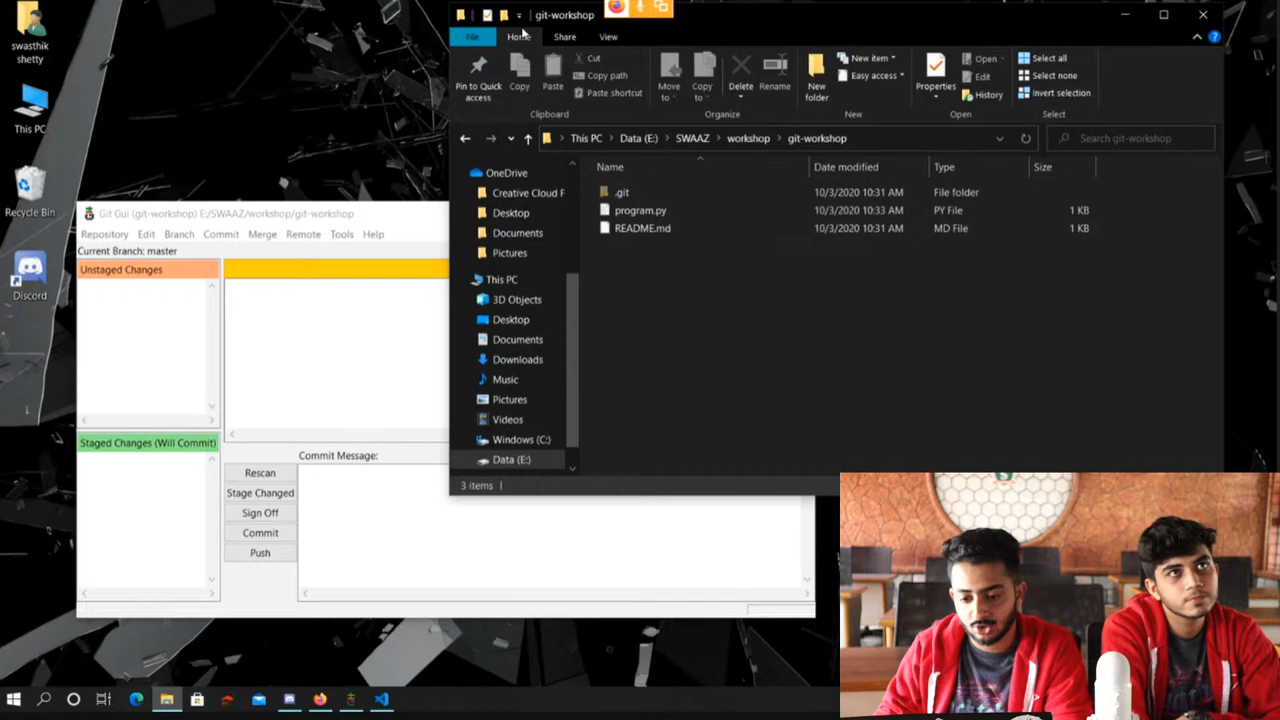 swasthik
shetty
This PC
Recycle Bin
Discord
git-workshop
File
Home
Share
View
Pin to Quick
access
Copy
Paste
Cut
Copy path
Paste shortcut
Clipboard
Move
to
Copy
to
Delete
Rename
Organize
New
folder
New item
Easy access
New
Properties
Open
Edit
History
Open
Select all
Select none
Invert selection
Select
This PC > Data (E:) > SWAAZ > workshop > git-workshop
Search git-workshop
OneDrive
Creative Cloud F
Desktop
Documents
Pictures
This PC
3D Objects
Desktop
Documents
Downloads
Music
Pictures
Videos
Windows (C:)
Data (E:)
Name Date modified Type Size
.git 10/3/2020 10:31 AM File folder
program.py 10/3/2020 10:33 AM PY File 1 KB
README.md 10/3/2020 10:31 AM MD File 1 KB
3 items
Git Gui (git-workshop) E:/SWAAZ/workshop/git-workshop
Repository Edit Branch Commit Merge Remote Tools Help
Current Branch: master
Unstaged Changes
Staged Changes (Will Commit)
Commit Message:
Rescan
Stage Changed
Sign Off
Commit
Push